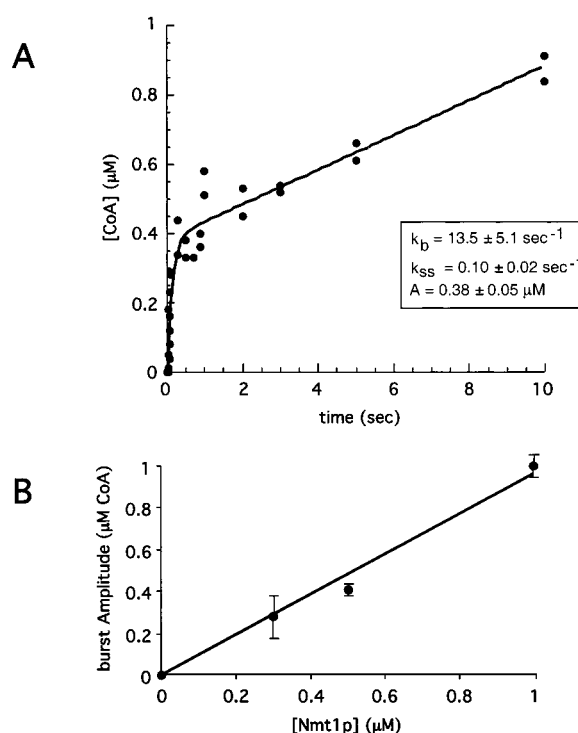 A
1
0.8
0.6
0.4
0.2
0
[CoA] (µM)
0 2 4 6 8 10
time (sec)
k_b = 13.5 ± 5.1 sec⁻¹
k_ss = 0.10 ± 0.02 sec⁻¹
A = 0.38 ± 0.05 µM
B
1
0.8
0.6
0.4
0.2
0
burst Amplitude (µM CoA)
0 0.2 0.4 0.6 0.8 1
[Nmt1p] (µM)